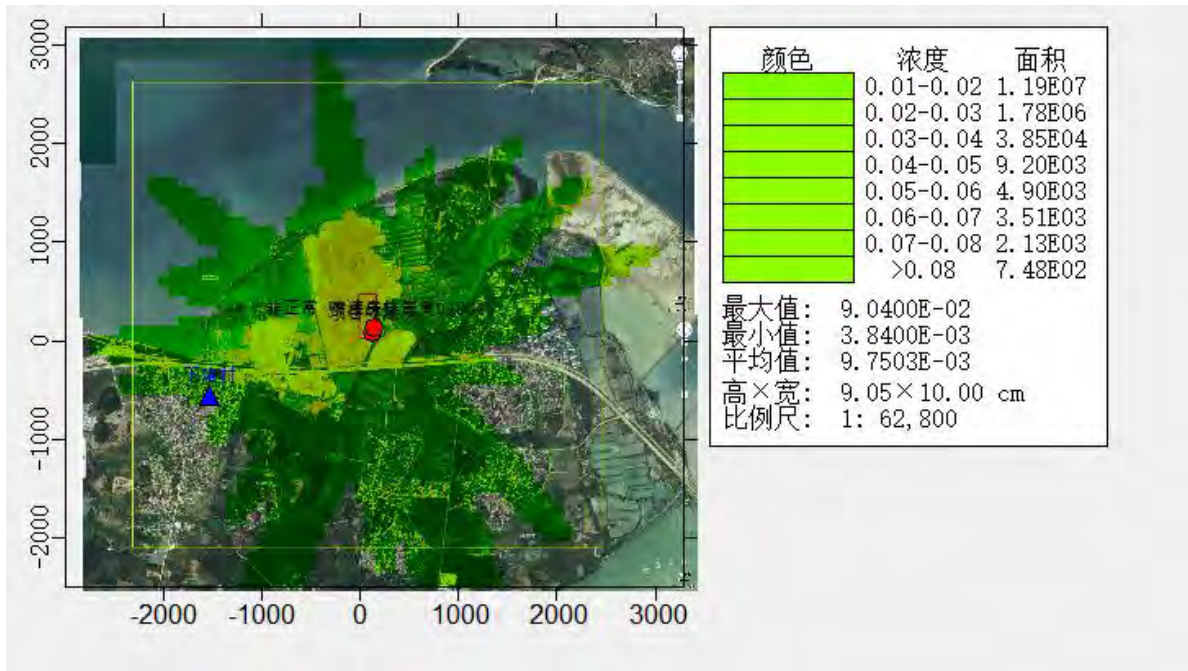 颜色 浓度 面积
0.01-0.02 1.19E07
0.02-0.03 1.78E06
0.03-0.04 3.85E04
0.04-0.05 9.20E03
0.05-0.06 4.90E03
0.06-0.07 3.51E03
0.07-0.08 2.13E03
>0.08 7.48E02
最大值: 9.0400E-02
最小值: 3.8400E-03
平均值: 9.7503E-03
高×宽: 9.05×10.00 cm
比例尺: 1: 62,800
3000
2000
1000
0
-1000
-2000
-2000 -1000 0 1000 2000 3000
非正常